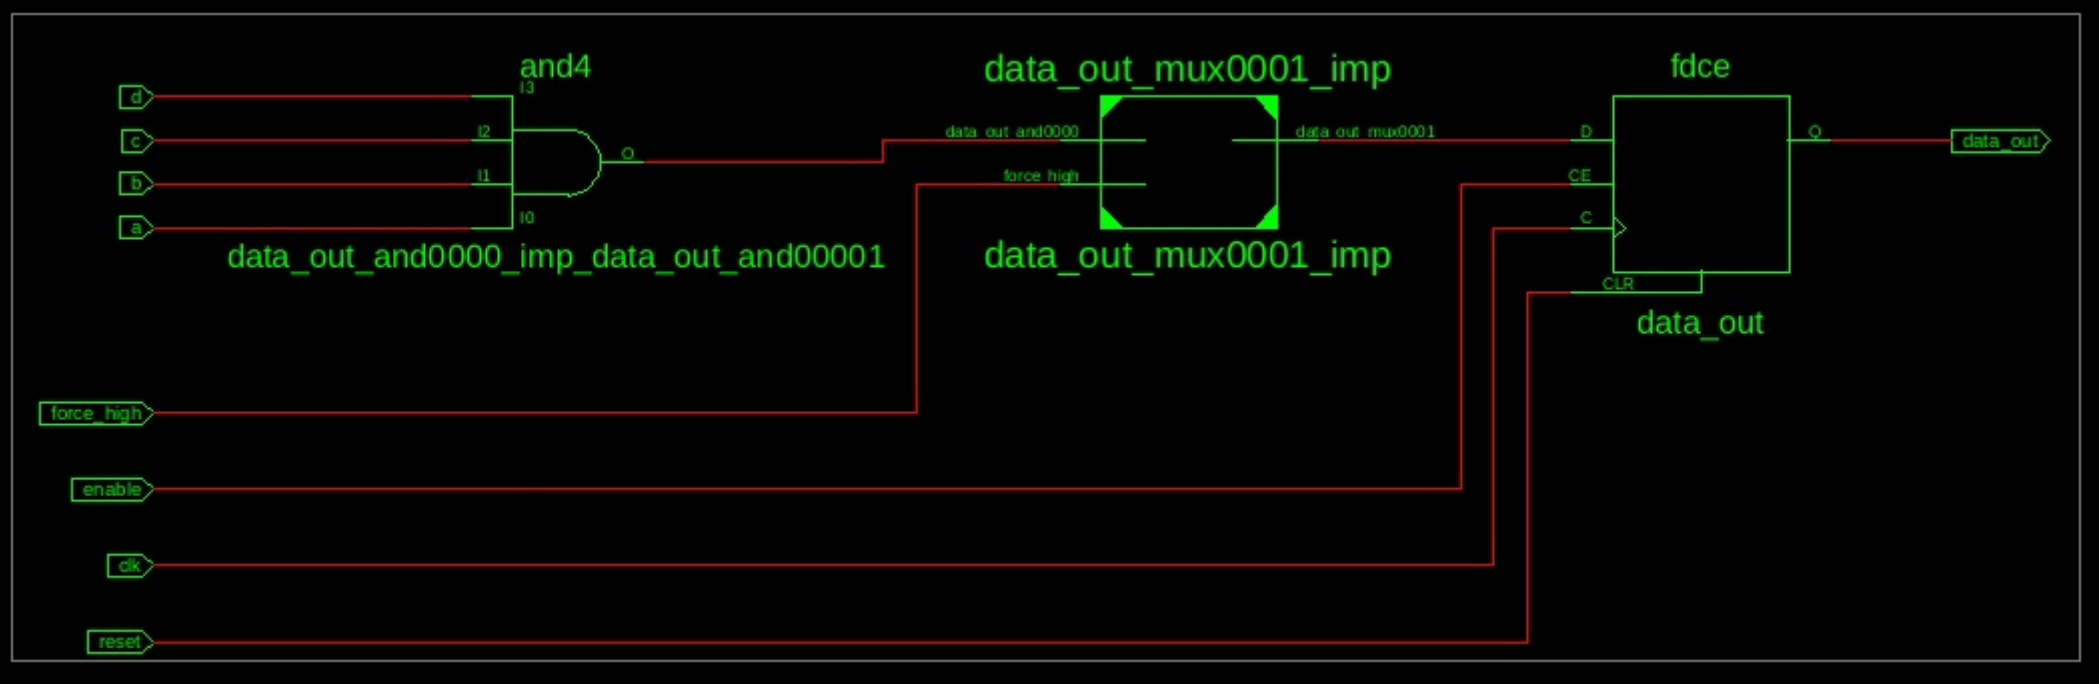 and4
data_out_mux0001_imp
fdce
d
I3
c
I2
O
b
I1
a
I0
data_out_and0000_imp_data_out_and00001
data_out_and0000
force_high
data_out_mux0001
data_out_mux0001_imp
D
CE
C
CLR
Q
data_out
data_out
force_high
enable
clk
reset